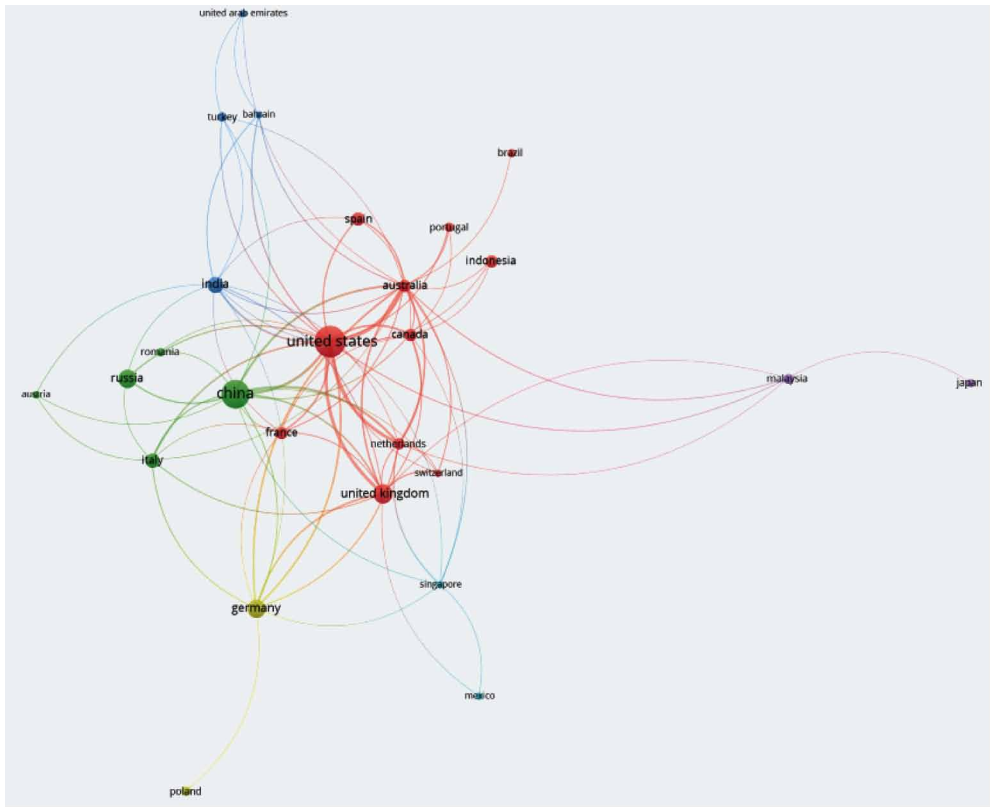 united arab emirates
turkey
bahrain
brazil
spain
portugal
indonesia
india
australia
canada
united states
romania
russia
malaysia
japan
austria
china
france
netherlands
italy
switzerland
united kingdom
singapore
germany
mexico
poland